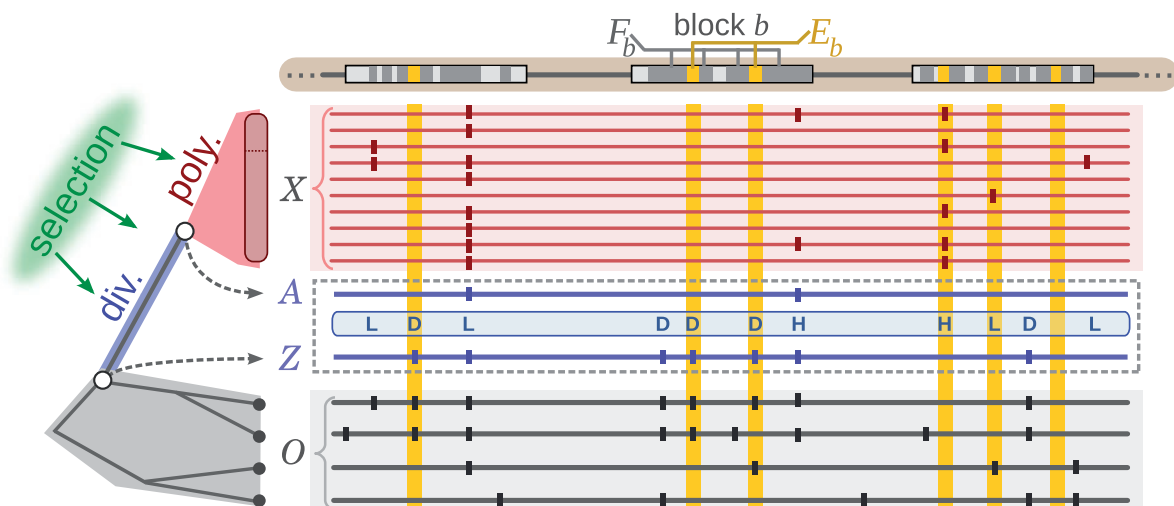 F_b block b E_b
selection
poly.
div.
X
A
L D L D D D H H L D L
Z
O